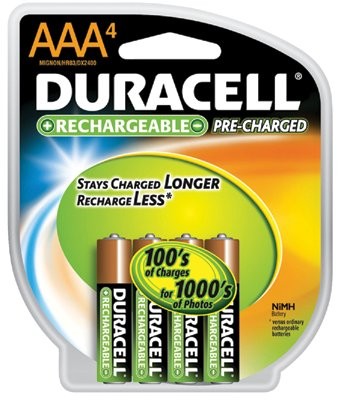 AAA4
MIGNON/HR03/DX2400
DURACELL
+ RECHARGEABLE -
PRE-CHARGED
STAYS CHARGED LONGER
RECHARGE LESS*
100's
of Charges
for 1000's
of Photos
DURACELL
RECHARGEABLE
DURACELL
RECHARGEABLE
DURACELL
RECHARGEABLE
DURACELL
RECHARGEABLE
NiMH
Battery
* versus ordinary
rechargeable
batteries